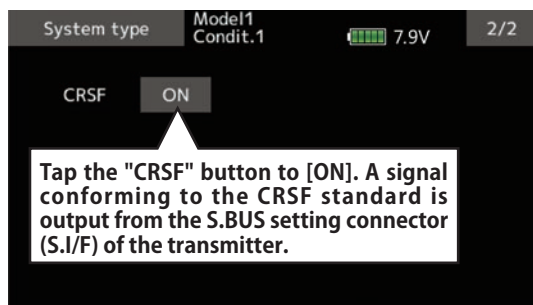 System type Model1 7.9V 2/2
Condit.1
CRSF ON
Tap the "CRSF" button to [ON]. A signal
conforming to the CRSF standard is
output from the S.BUS setting connector
(S.I/F) of the transmitter.